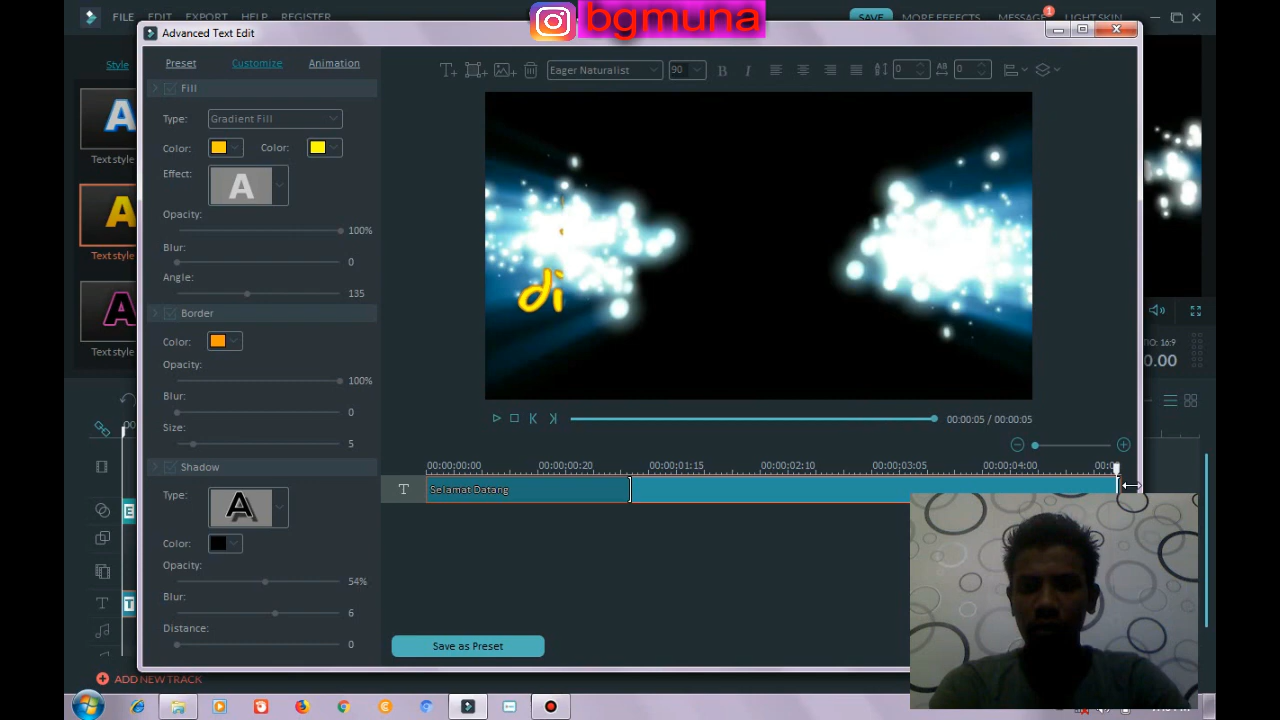 bgmuna
FILE EDIT EXPORT HELP REGISTER
SAVE MORE EFFECTS MESSAGE 1 LIGHT SKIN
Advanced Text Edit
Style
Preset Customize Animation
Eager Naturalist 90 B I AB 0 0
Fill
Type: Gradient Fill
Color: Color:
Effect: A
Opacity:
100%
Blur:
0
Angle:
135
Border
Color:
Opacity:
100%
Blur:
0
Size:
5
Shadow
Type: A
Color:
Opacity:
54%
Blur:
6
Distance:
0
A
Text style
A
Text style
A
Text style
di
00:00:05 / 00:00:05
00:00:00:00 00:00:00:20 00:00:01:15 00:00:02:10 00:00:03:05 00:00:04:00
T Selamat Datang
Save as Preset
TIO: 16:9
0.00
ADD NEW TRACK